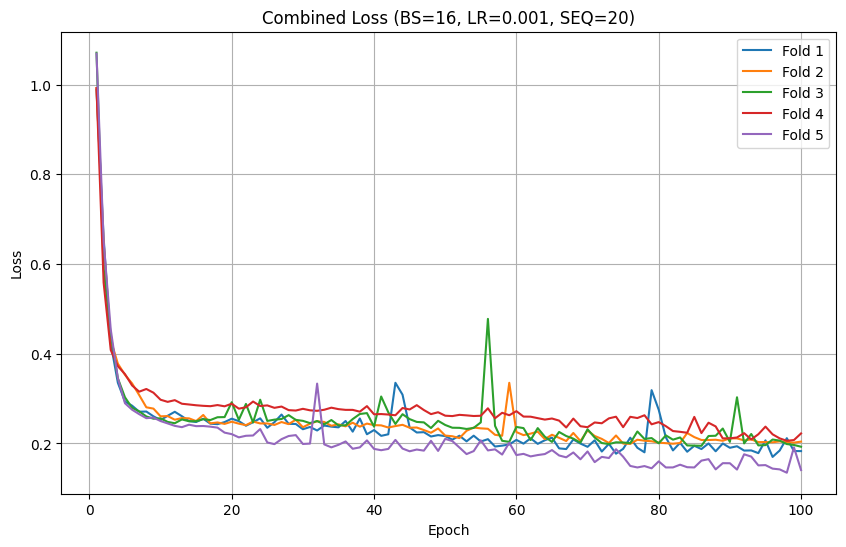 Combined Loss (BS=16, LR=0.001, SEQ=20)
Fold 1
Fold 2
Fold 3
Fold 4
Fold 5
1.0
0.8
0.6
0.4
0.2
Loss
0 20 40 60 80 100
Epoch